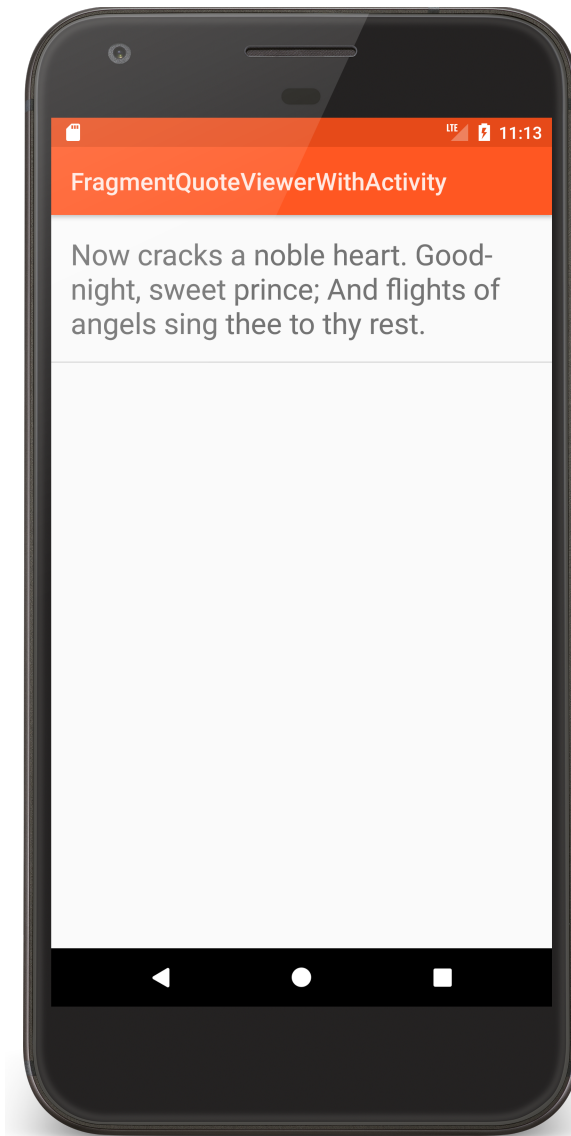 LTE 11:13
FragmentQuoteViewerWithActivity
Now cracks a noble heart. Good-
night, sweet prince; And flights of
angels sing thee to thy rest.